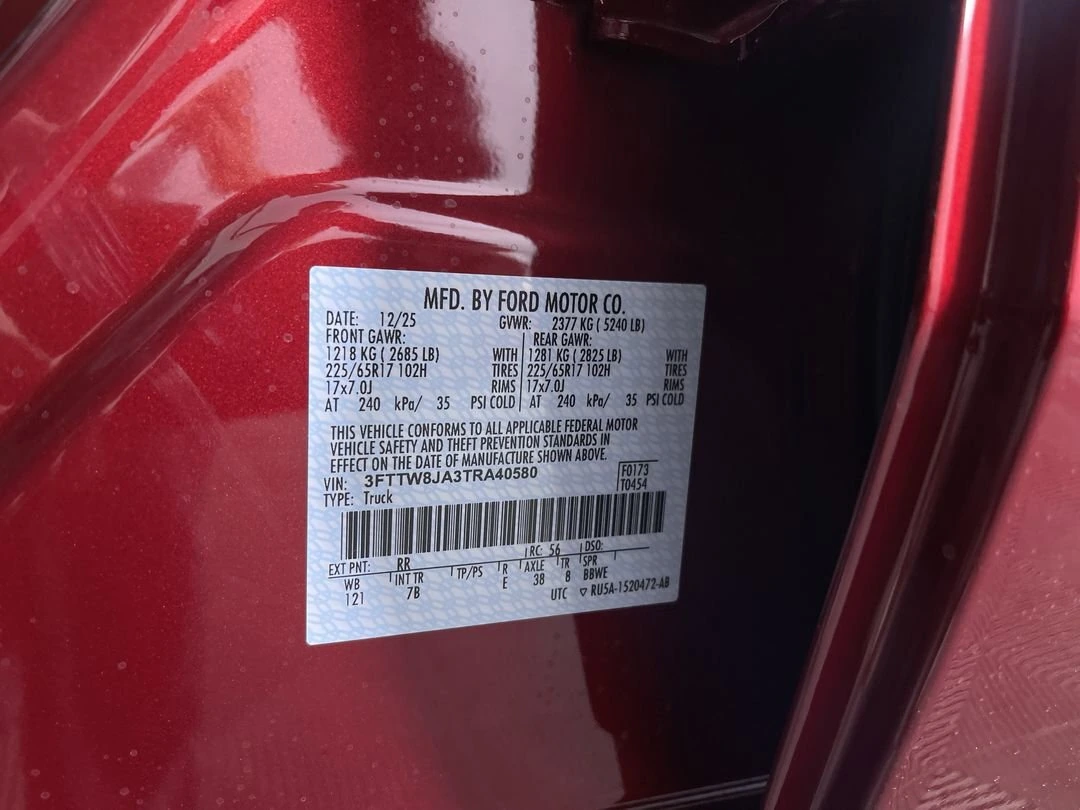 MFD. BY FORD MOTOR CO.
DATE: 12/25 GVWR: 2377 KG ( 5240 LB)
FRONT GAWR: REAR GAWR:
1218 KG ( 2685 LB) WITH 1281 KG ( 2825 LB) WITH
225/65R17 102H TIRES 225/65R17 102H TIRES
17x7.0J RIMS 17x7.0J RIMS
AT 240 kPa/ 35 PSI COLD AT 240 kPa/ 35 PSI COLD
THIS VEHICLE CONFORMS TO ALL APPLICABLE FEDERAL MOTOR
VEHICLE SAFETY AND THEFT PREVENTION STANDARDS IN
EFFECT ON THE DATE OF MANUFACTURE SHOWN ABOVE.
VIN: 3FTTW8JA3TRA40580 F0173
TYPE: Truck T0454
EXT PNT: RR RC: 56 DSO:
WB INT TR TP/PS R AXLE TR SPR
121 7B E 38 8 BBWE
UTC ▽ RU5A-1520472-AB